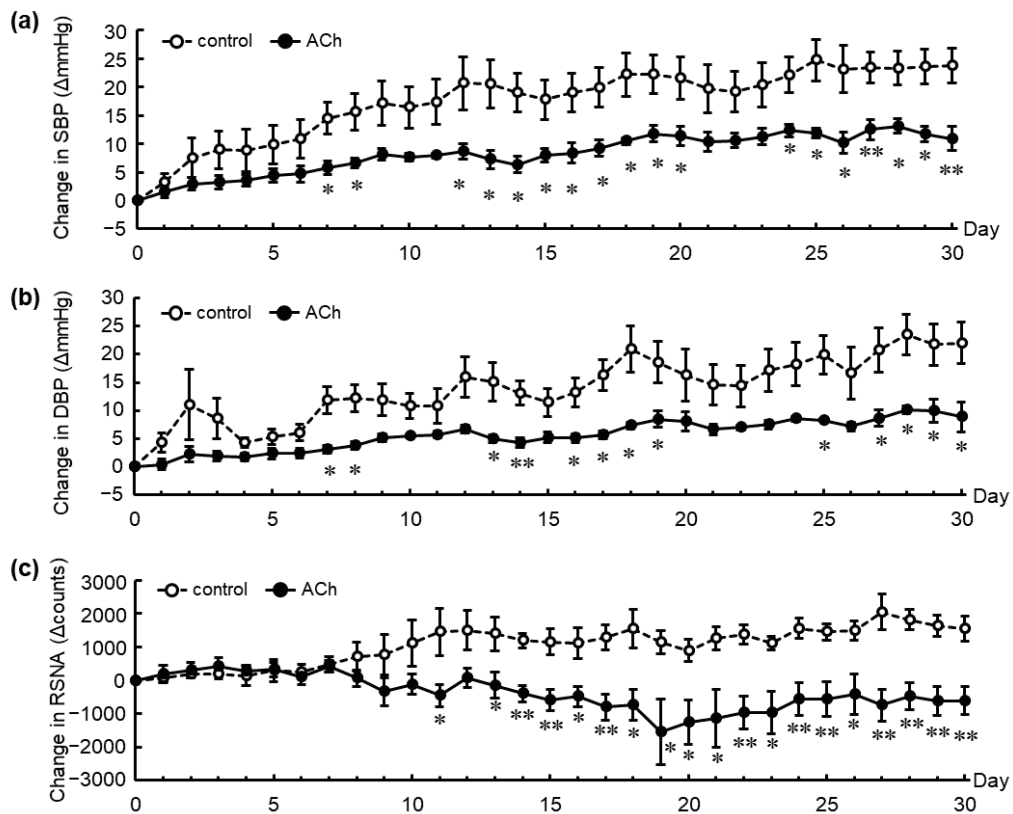 (a)
control ACh
Change in SBP (ΔmmHg)
30
25
20
15
10
5
0
−5
* * * * * * * * * * * * * * ** * * **
0 5 10 15 20 25 30 Day
(b)
control ACh
Change in DBP (ΔmmHg)
30
25
20
15
10
5
0
−5
* * * ** * * * * * * * * *
0 5 10 15 20 25 30 Day
(c)
control ACh
Change in RSNA (Δcounts)
3000
2000
1000
0
−1000
−2000
−3000
* * ** ** * ** * * * * ** * ** ** * ** ** ** **
0 5 10 15 20 25 30 Day